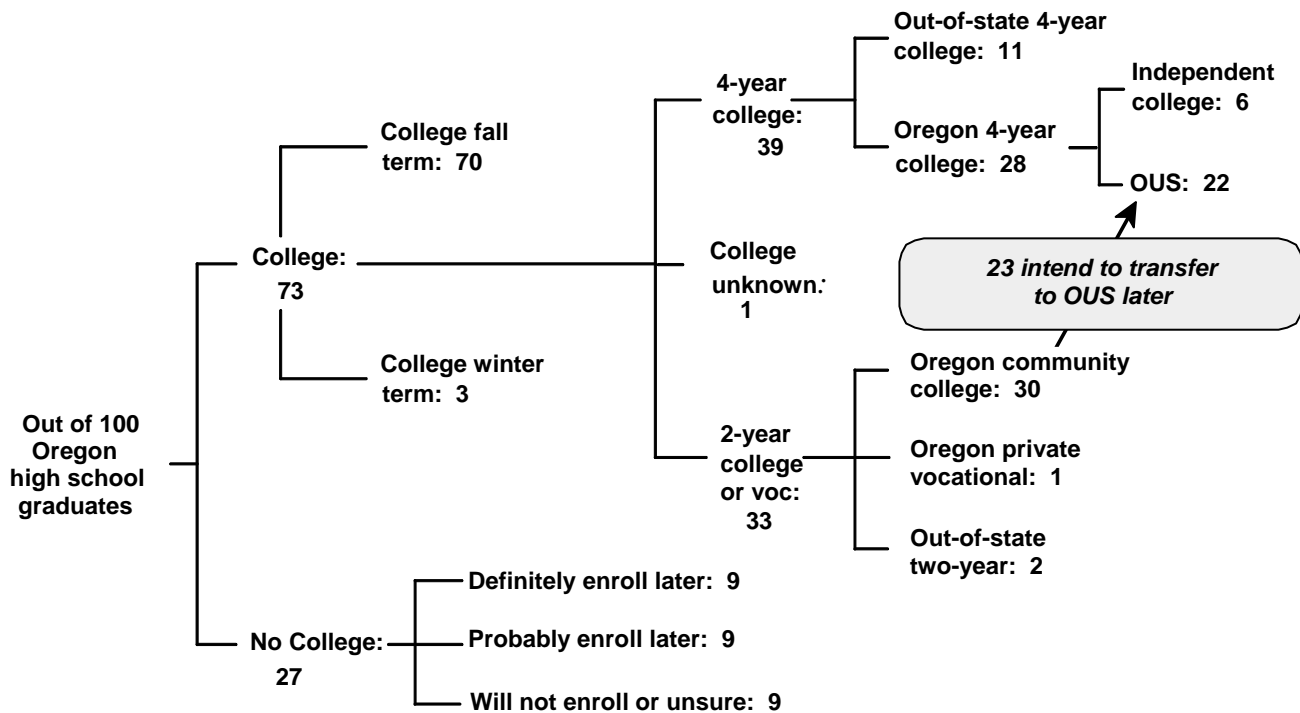 Out of 100
Oregon
high school
graduates
College:
73
College fall
term: 70
College winter
term: 3
4-year
college:
39
Out-of-state 4-year
college: 11
Oregon 4-year
college: 28
Independent
college: 6
OUS: 22
23 intend to transfer
to OUS later
College
unknown:
1
2-year
college
or voc:
33
Oregon community
college: 30
Oregon private
vocational: 1
Out-of-state
two-year: 2
No College:
27
Definitely enroll later: 9
Probably enroll later: 9
Will not enroll or unsure: 9